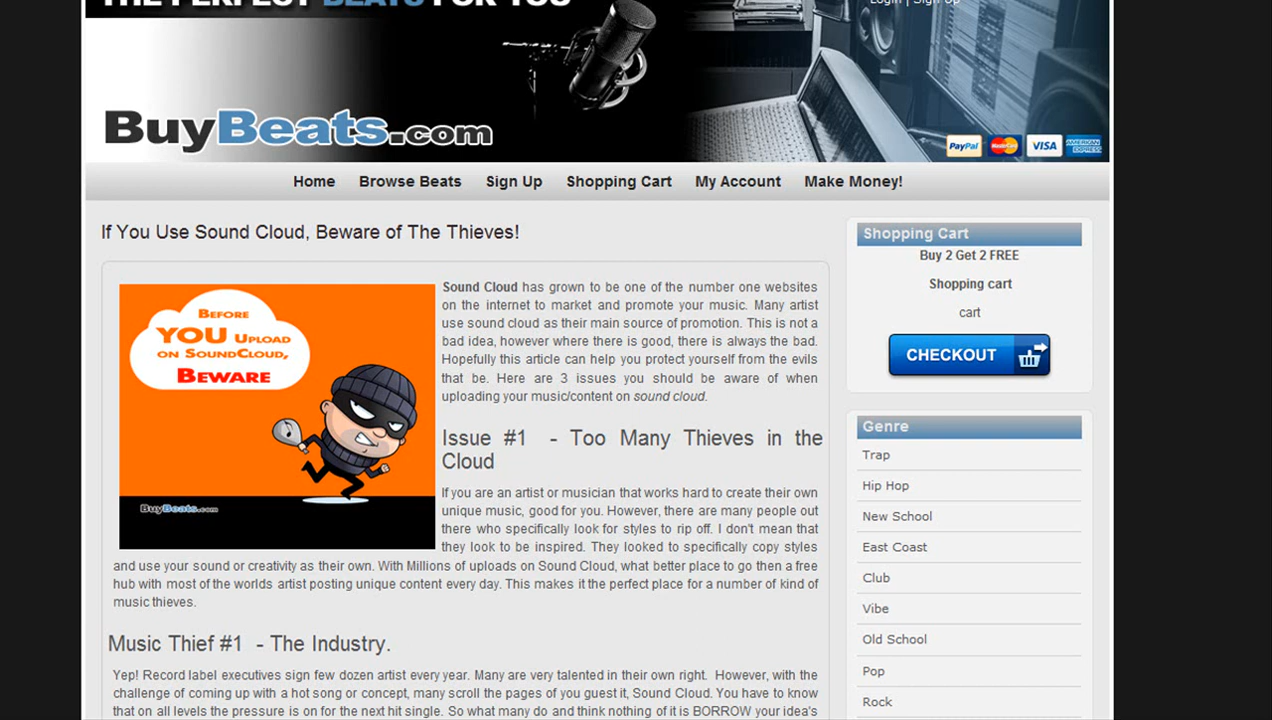 THE PERFECT BEATS FOR YOU
Login | Sign Up
BuyBeats.com
PayPal MasterCard VISA AMERICAN EXPRESS
Home Browse Beats Sign Up Shopping Cart My Account Make Money!
If You Use Sound Cloud, Beware of The Thieves!
BEFORE
YOU UPLOAD
ON SOUNDCLOUD,
BEWARE
BuyBeats.com
Sound Cloud has grown to be one of the number one websites
on the internet to market and promote your music. Many artist
use sound cloud as their main source of promotion. This is not a
bad idea, however where there is good, there is always the bad.
Hopefully this article can help you protect yourself from the evils
that be. Here are 3 issues you should be aware of when
uploading your music/content on sound cloud.
Issue #1 - Too Many Thieves in the
Cloud
If you are an artist or musician that works hard to create their own
unique music, good for you. However, there are many people out
there who specifically look for styles to rip off. I don't mean that
they look to be inspired. They looked to specifically copy styles
and use your sound or creativity as their own. With Millions of uploads on Sound Cloud, what better place to go then a free
hub with most of the worlds artist posting unique content every day. This makes it the perfect place for a number of kind of
music thieves.
Music Thief #1 - The Industry.
Yep! Record label executives sign few dozen artist every year. Many are very talented in their own right. However, with the
challenge of coming up with a hot song or concept, many scroll the pages of you guest it, Sound Cloud. You have to know
that on all levels the pressure is on for the next hit single. So what many do and think nothing of it is BORROW your idea's
Shopping Cart
Buy 2 Get 2 FREE
Shopping cart
cart
CHECKOUT
Genre
Trap
Hip Hop
New School
East Coast
Club
Vibe
Old School
Pop
Rock